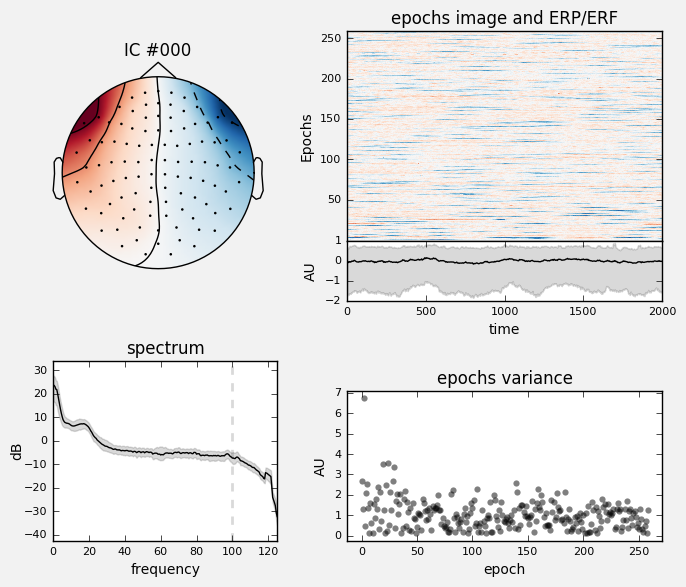 IC #000
epochs image and ERP/ERF
Epochs
250
200
150
100
50
1
0
-1
-2
AU
0 500 1000 1500 2000
time
spectrum
dB
30
20
10
0
-10
-20
-30
-40
0 20 40 60 80 100 120
frequency
epochs variance
AU
7
6
5
4
3
2
1
0
0 50 100 150 200 250
epoch